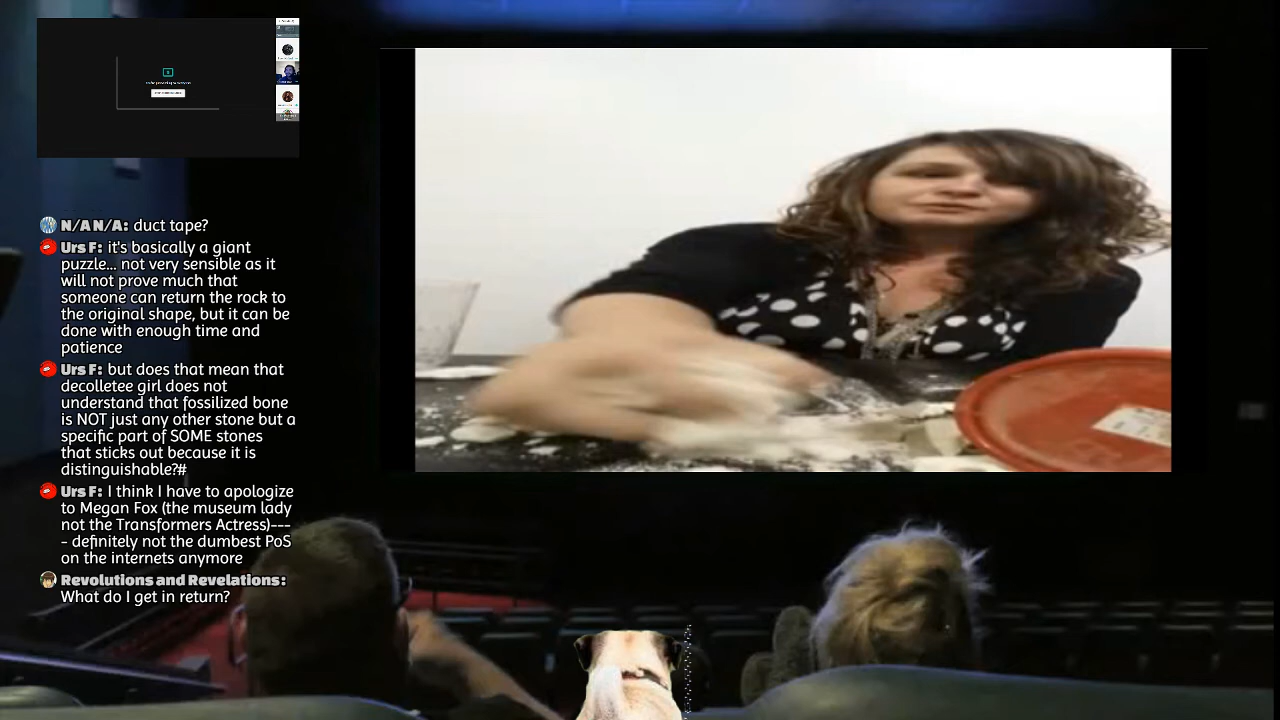 N/A N/A: duct tape?
Urs F: it's basically a giant
puzzle... not very sensible as it
will not prove much that
someone can return the rock to
the original shape, but it can be
done with enough time and
patience
Urs F: but does that mean that
decolletee girl does not
understand that fossilized bone
is NOT just any other stone but a
specific part of SOME stones
that sticks out because it is
distinguishable?#
Urs F: I think I have to apologize
to Megan Fox (the museum lady
not the Transformers Actress)---
- definitely not the dumbest PoS
on the internets anymore
Revolutions and Revelations:
What do I get in return?